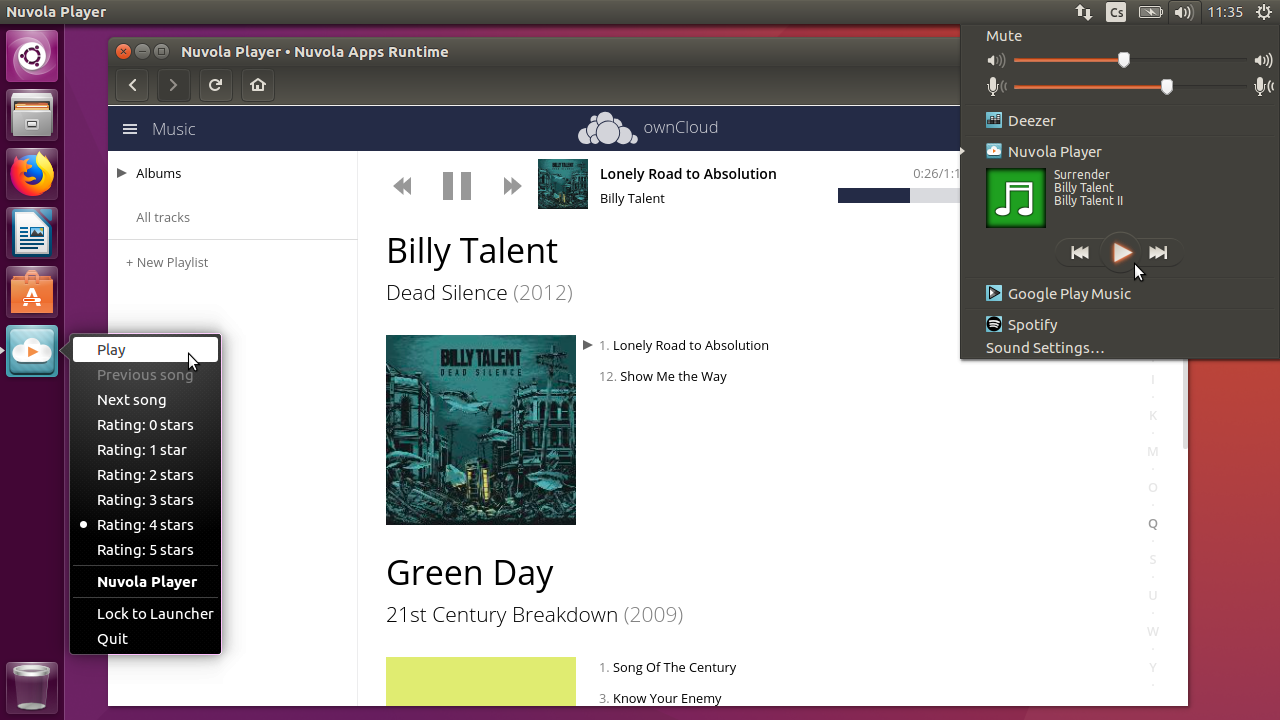 Nuvola Player
Cs
11:35
Nuvola Player • Nuvola Apps Runtime
Music
ownCloud
Albums
All tracks
+ New Playlist
Lonely Road to Absolution
Billy Talent
0:26/1:1
Billy Talent
Dead Silence (2012)
BILLY TALENT
DEAD SILENCE
1. Lonely Road to Absolution
12. Show Me the Way
Green Day
21st Century Breakdown (2009)
1. Song Of The Century
3. Know Your Enemy
I
K
M
O
Q
S
U
W
Y
Mute
Deezer
Nuvola Player
Surrender
Billy Talent
Billy Talent II
Google Play Music
Spotify
Sound Settings…
Play
Previous song
Next song
Rating: 0 stars
Rating: 1 star
Rating: 2 stars
Rating: 3 stars
Rating: 4 stars
Rating: 5 stars
Nuvola Player
Lock to Launcher
Quit